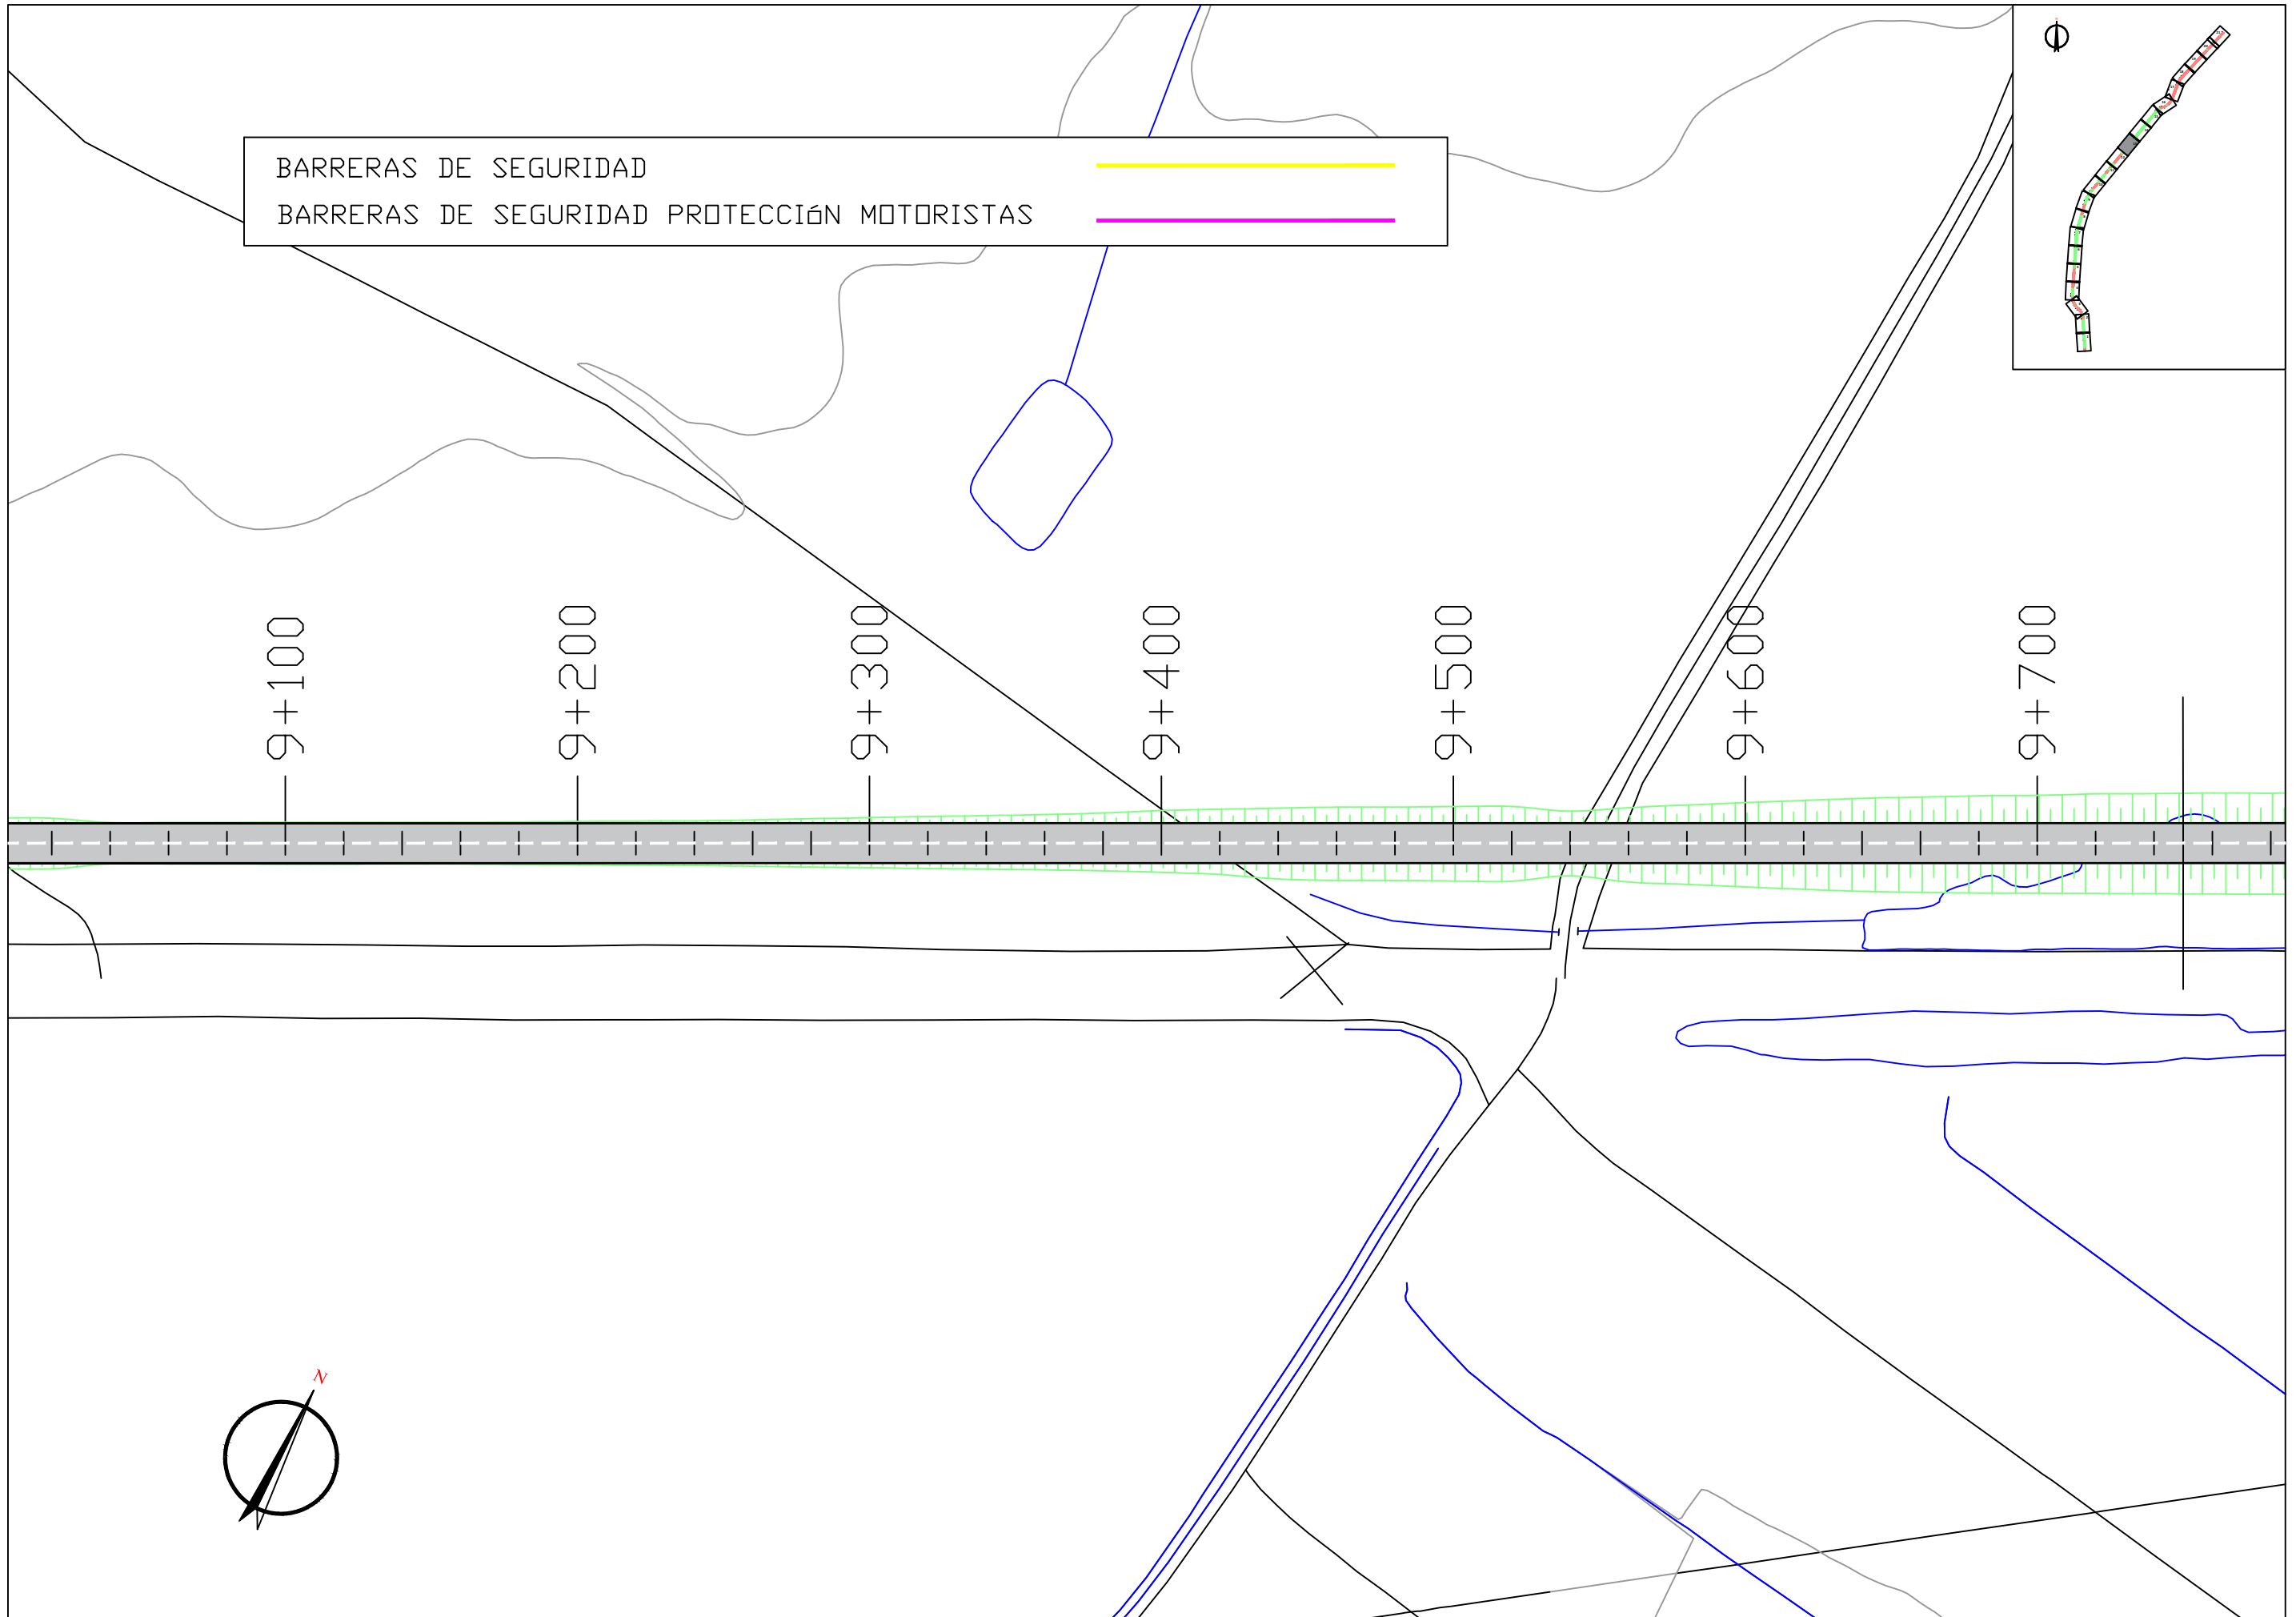 BARRERAS DE SEGURIDAD
BARRERAS DE SEGURIDAD PROTECCIóN MOTORISTAS
9+100
9+200
9+300
9+400
9+500
9+600
9+700
N